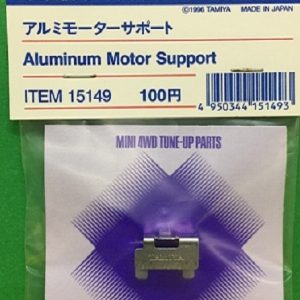 ©1996 TAMIYA MADE IN JAPAN
アルミモーターサポート
Aluminum Motor Support
ITEM 15149 100円
4 950344 151493
MINI 4WD TUNE-UP PARTS
TAMIYA